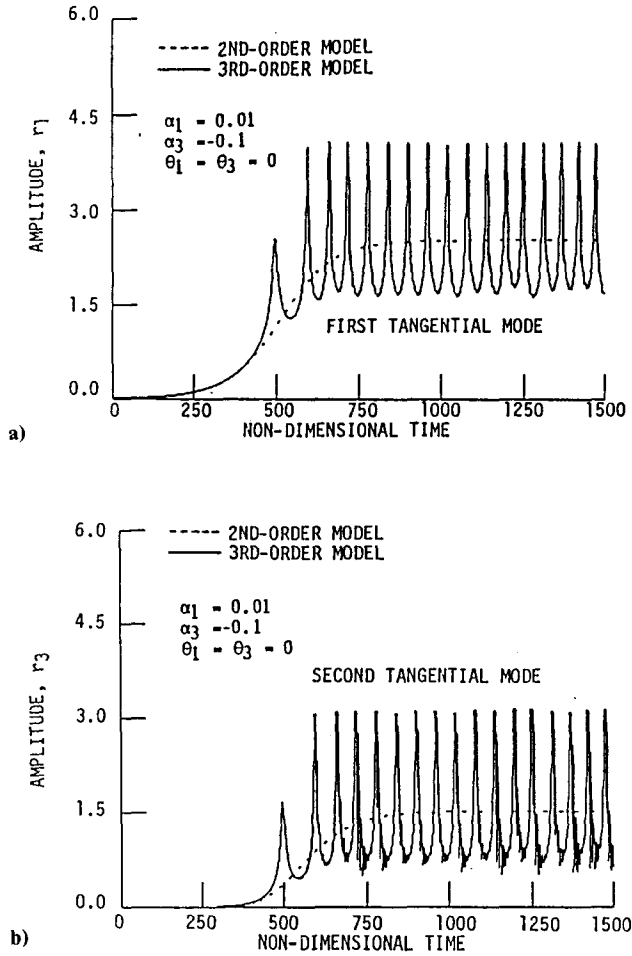 6.0
---- 2ND-ORDER MODEL
— 3RD-ORDER MODEL
4.5
α1 = 0.01
α3 =-0.1
θ1 = θ3 = 0
AMPLITUDE, r1
3.0
1.5
FIRST TANGENTIAL MODE
0.0
0 250 500 750 1000 1250 1500
NON-DIMENSIONAL TIME
a)
6.0
---- 2ND-ORDER MODEL
— 3RD-ORDER MODEL
α1 = 0.01
4.5
α3 =-0.1
θ1 = θ3 = 0
SECOND TANGENTIAL MODE
AMPLITUDE, r3
3.0
1.5
0.0
0 250 500 750 1000 1250 1500
NON-DIMENSIONAL TIME
b)